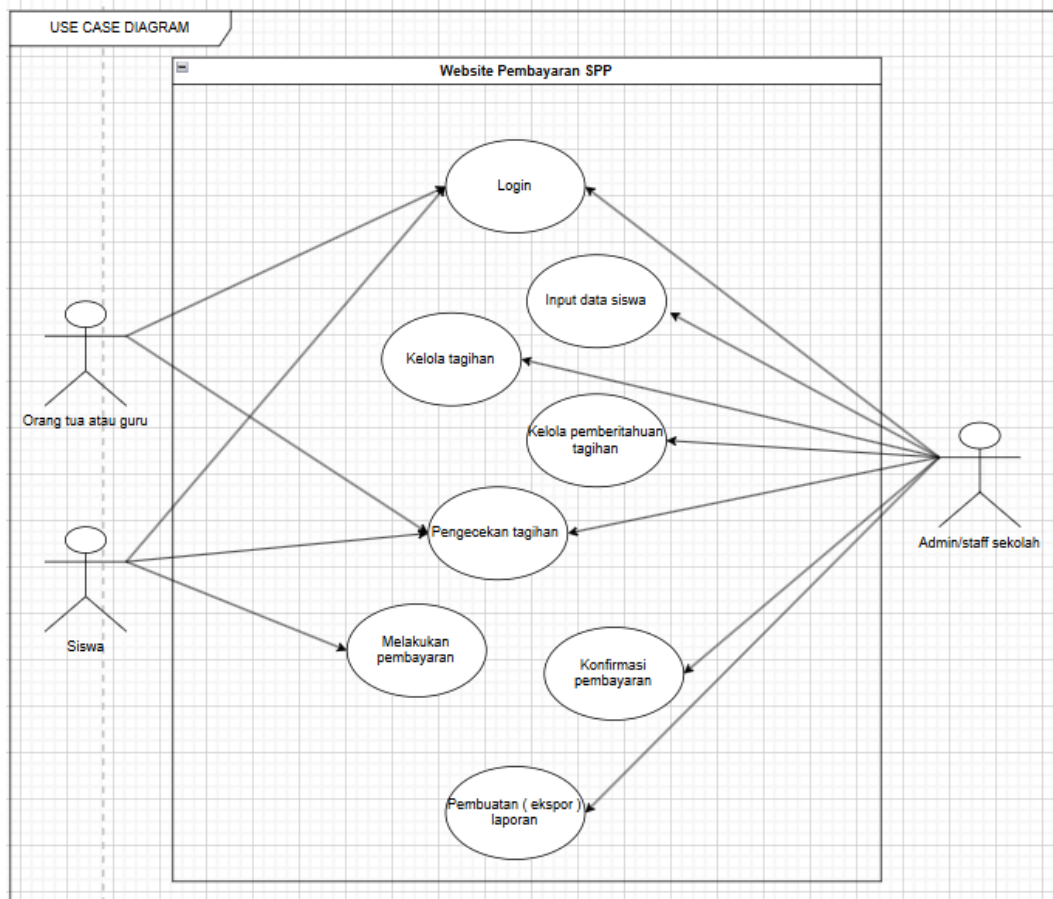 USE CASE DIAGRAM
Website Pembayaran SPP
Login
Input data siswa
Kelola tagihan
Orang tua atau guru
Kelola pemberitahuan
tagihan
Pengecekan tagihan
Admin/staff sekolah
Siswa
Melakukan
pembayaran
Konfirmasi
pembayaran
Pembuatan ( ekspor )
laporan